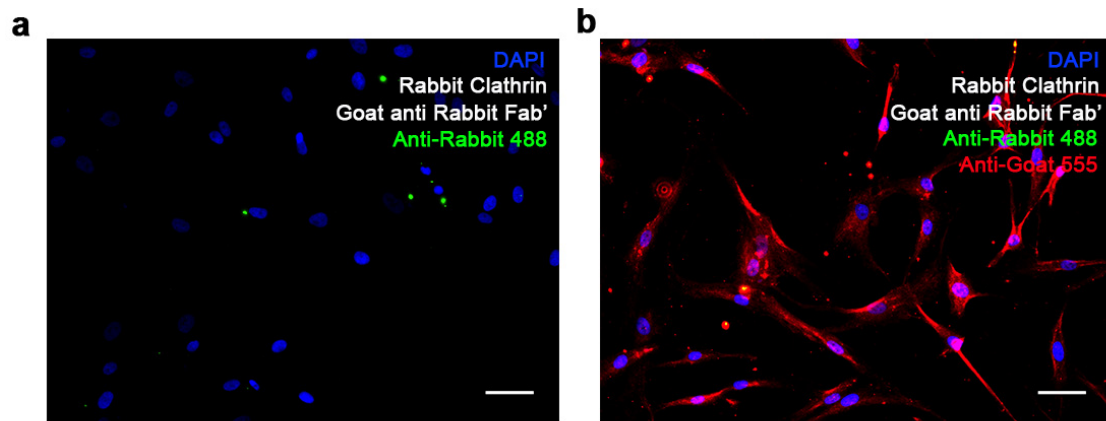 a
DAPI
Rabbit Clathrin
Goat anti Rabbit Fab’
Anti-Rabbit 488
b
DAPI
Rabbit Clathrin
Goat anti Rabbit Fab’
Anti-Rabbit 488
Anti-Goat 555